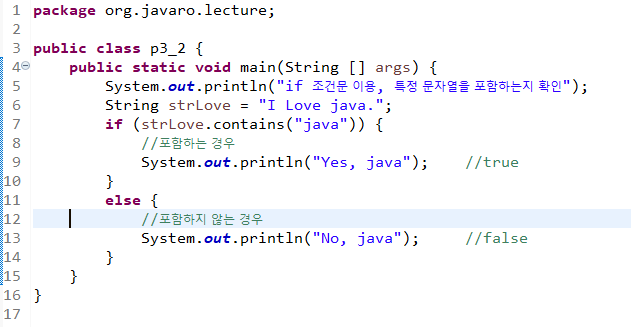 1 package org.javaro.lecture;
2
3 public class p3_2 {
4 public static void main(String [] args) {
5 System.out.println("if 조건문 이용, 특정 문자열을 포함하는지 확인");
6 String strLove = "I Love java.";
7 if (strLove.contains("java")) {
8 //포함하는 경우
9 System.out.println("Yes, java"); //true
10 }
11 else {
12 //포함하지 않는 경우
13 System.out.println("No, java"); //false
14 }
15 }
16 }
17